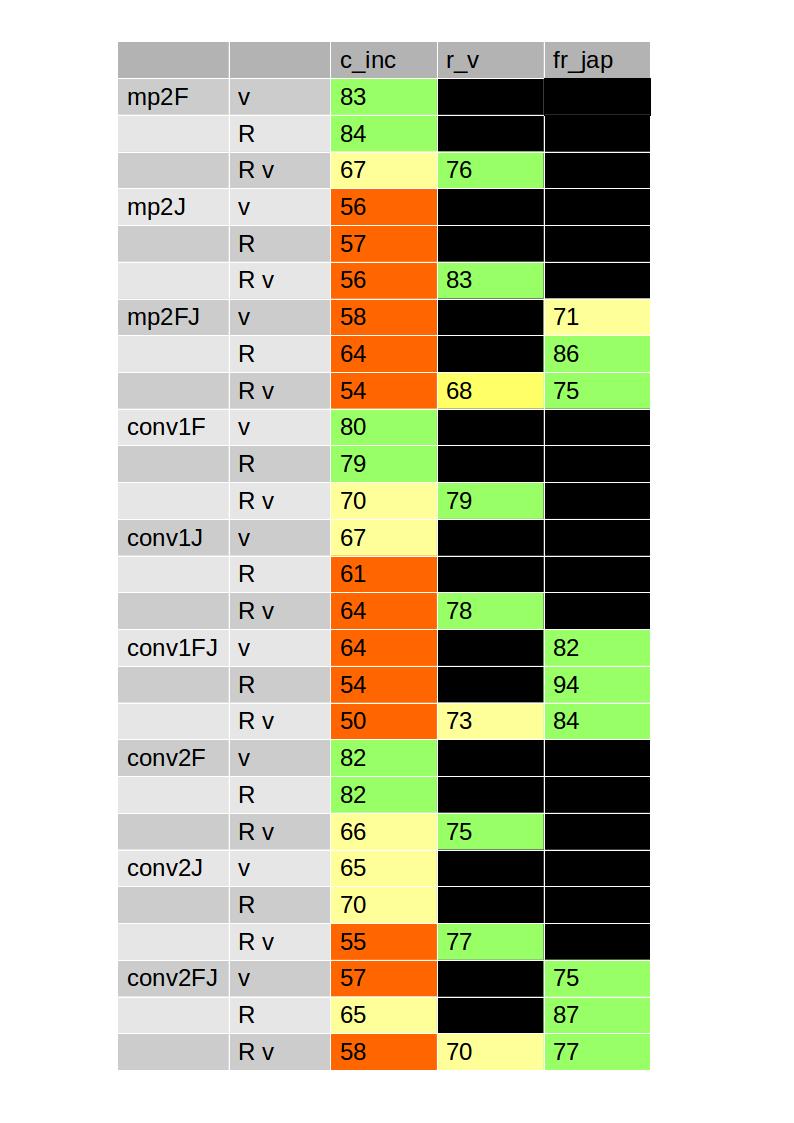 c_inc r_v fr_jap
mp2F v 83
R 84
R v 67 76
mp2J v 56
R 57
R v 56 83
mp2FJ v 58 71
R 64 86
R v 54 68 75
conv1F v 80
R 79
R v 70 79
conv1J v 67
R 61
R v 64 78
conv1FJ v 64 82
R 54 94
R v 50 73 84
conv2F v 82
R 82
R v 66 75
conv2J v 65
R 70
R v 55 77
conv2FJ v 57 75
R 65 87
R v 58 70 77